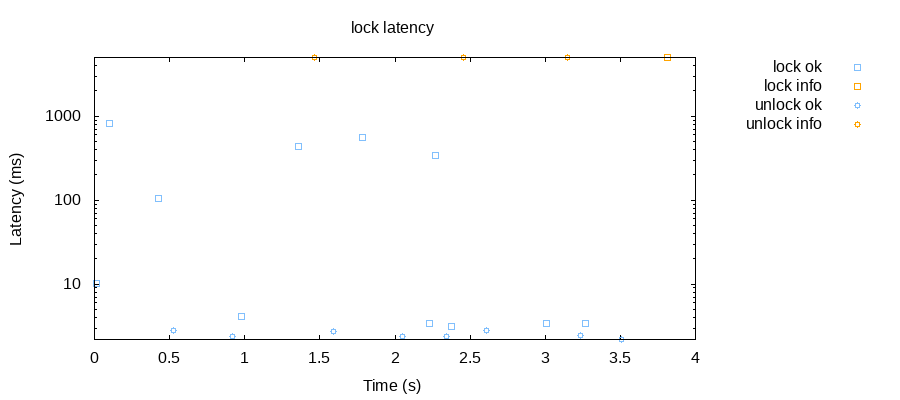 lock latency
lock ok
lock info
unlock ok
unlock info
1000
100
10
Latency (ms)
0 0.5 1 1.5 2 2.5 3 3.5 4
Time (s)